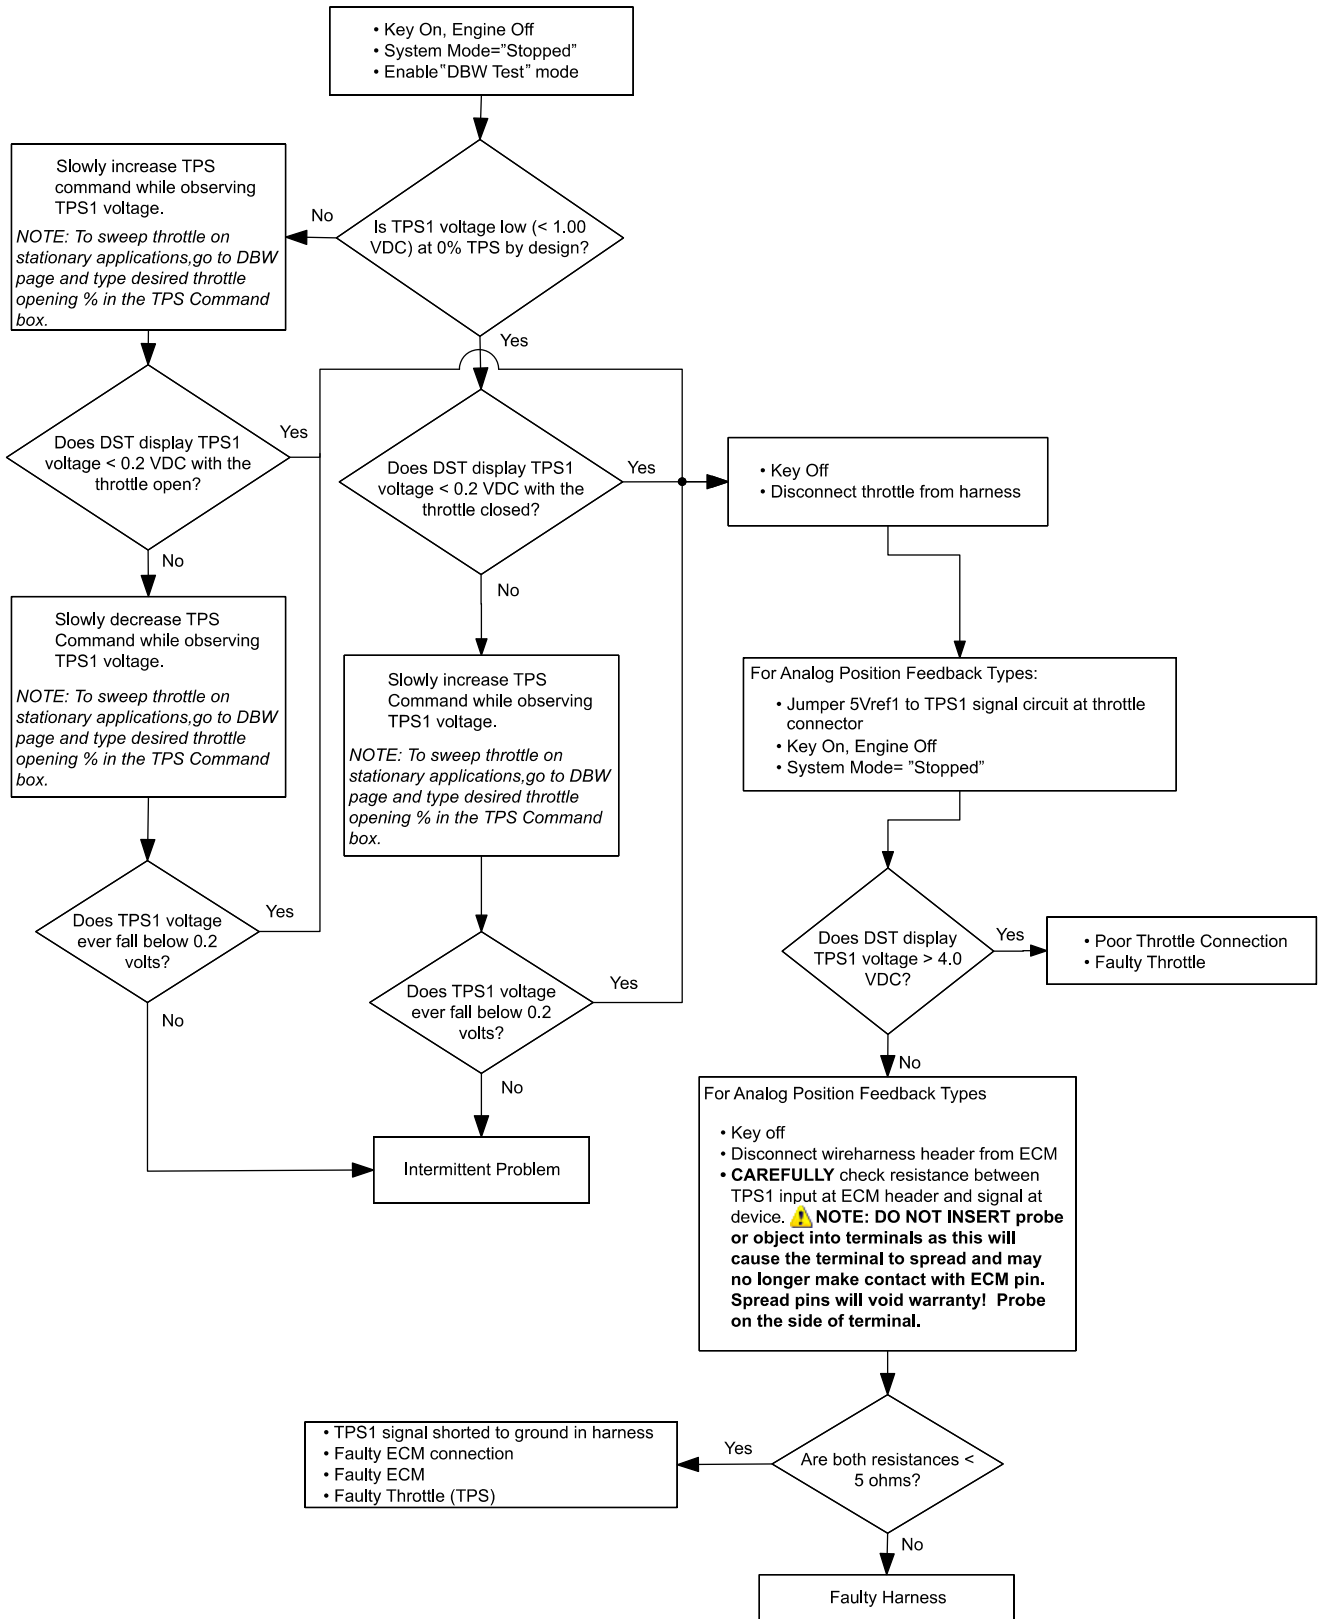 • Key On, Engine Off
• System Mode=”Stopped”
• Enable‟DBW Test” mode
Slowly increase TPS
command while observing
TPS1 voltage.
NOTE: To sweep throttle on
stationary applications,go to DBW
page and type desired throttle
opening % in the TPS Command
box.
No
Is TPS1 voltage low (< 1.00
VDC) at 0% TPS by design?
Yes
Does DST display TPS1
voltage < 0.2 VDC with the
throttle open?
Yes
No
Does DST display TPS1
voltage < 0.2 VDC with the
throttle closed?
Yes
No
• Key Off
• Disconnect throttle from harness
Slowly decrease TPS
Command while observing
TPS1 voltage.
NOTE: To sweep throttle on
stationary applications,go to DBW
page and type desired throttle
opening % in the TPS Command
box.
Slowly increase TPS
Command while observing
TPS1 voltage.
NOTE: To sweep throttle on
stationary applications,go to DBW
page and type desired throttle
opening % in the TPS Command
box.
For Analog Position Feedback Types:
• Jumper 5Vref1 to TPS1 signal circuit at throttle
connector
• Key On, Engine Off
• System Mode= ”Stopped”
Does TPS1 voltage
ever fall below 0.2
volts?
Yes
No
Does TPS1 voltage
ever fall below 0.2
volts?
Yes
No
Does DST display
TPS1 voltage > 4.0
VDC?
Yes
No
• Poor Throttle Connection
• Faulty Throttle
Intermittent Problem
For Analog Position Feedback Types
• Key off
• Disconnect wireharness header from ECM
• CAREFULLY check resistance between
TPS1 input at ECM header and signal at
device. NOTE: DO NOT INSERT probe
or object into terminals as this will
cause the terminal to spread and may
no longer make contact with ECM pin.
Spread pins will void warranty! Probe
on the side of terminal.
• TPS1 signal shorted to ground in harness
• Faulty ECM connection
• Faulty ECM
• Faulty Throttle (TPS)
Yes
Are both resistances <
5 ohms?
No
Faulty Harness